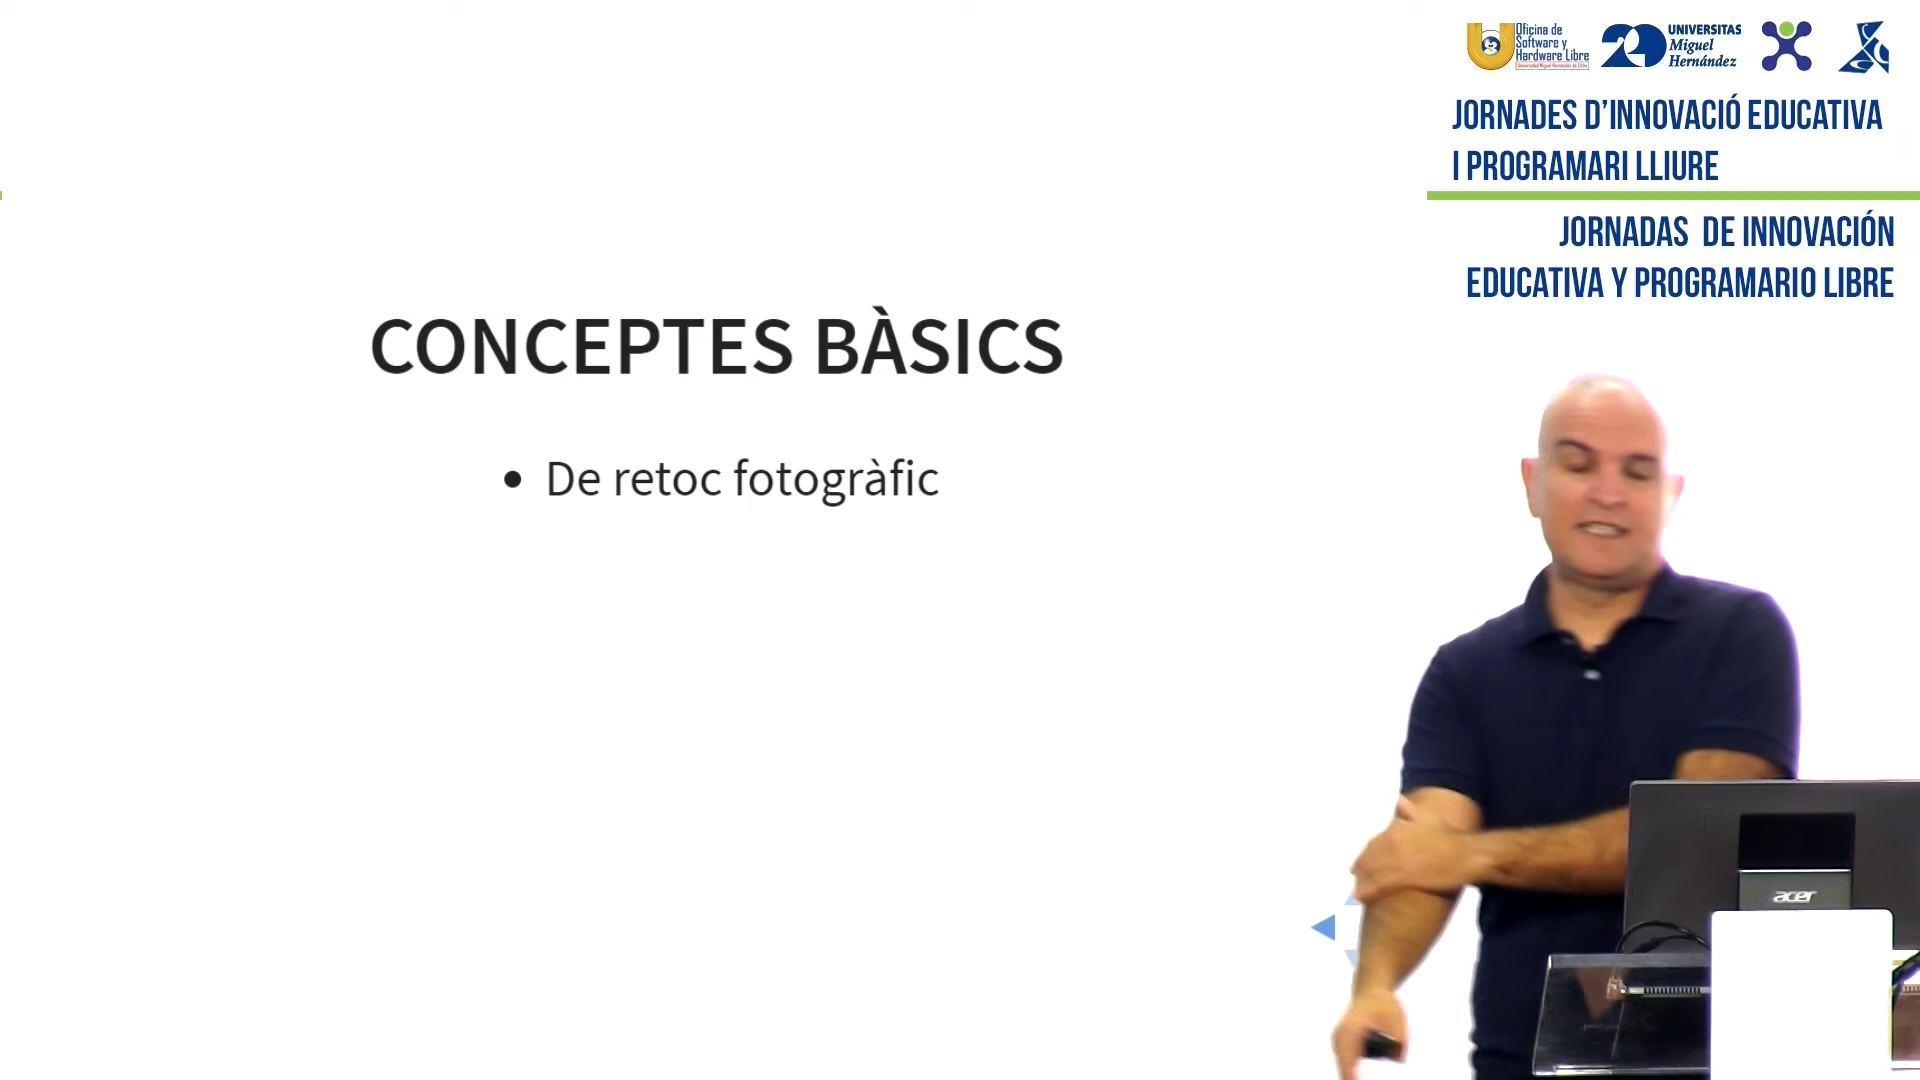 Oficina de
Software y
Hardware Libre
UNIVERSITAS
Miguel
Hernández
JORNADES D’INNOVACIÓ EDUCATIVA
I PROGRAMARI LLIURE
JORNADAS DE INNOVACIÓN
EDUCATIVA Y PROGRAMARIO LIBRE
CONCEPTES BÀSICS
• De retoc fotogràfic
acer